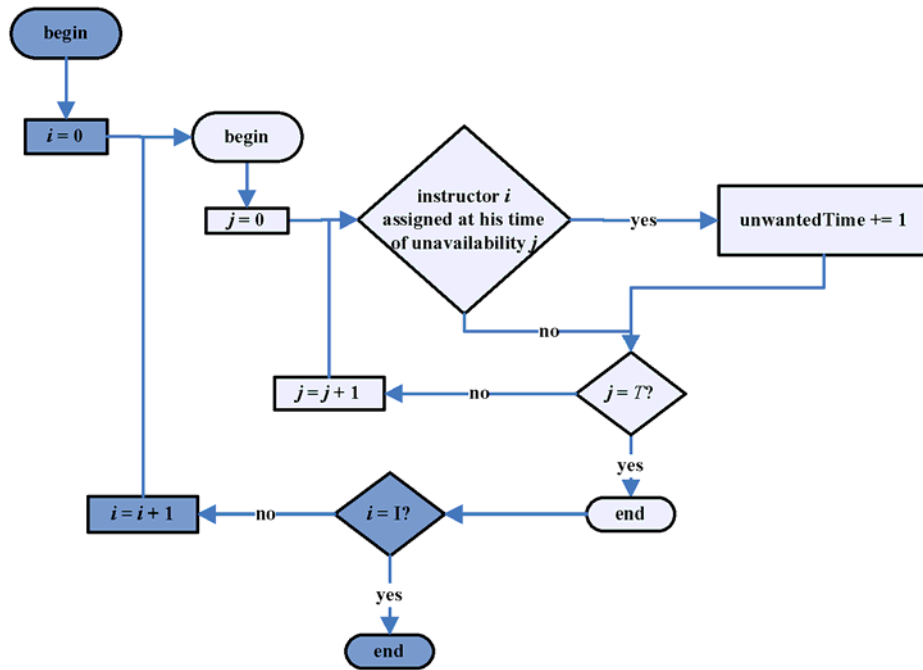 begin
i = 0
begin
j = 0
instructor i
assigned at his time
of unavailability j
yes
unwantedTime += 1
no
j = j + 1
no
j = T?
yes
i = i + 1
no
i = I?
end
yes
end